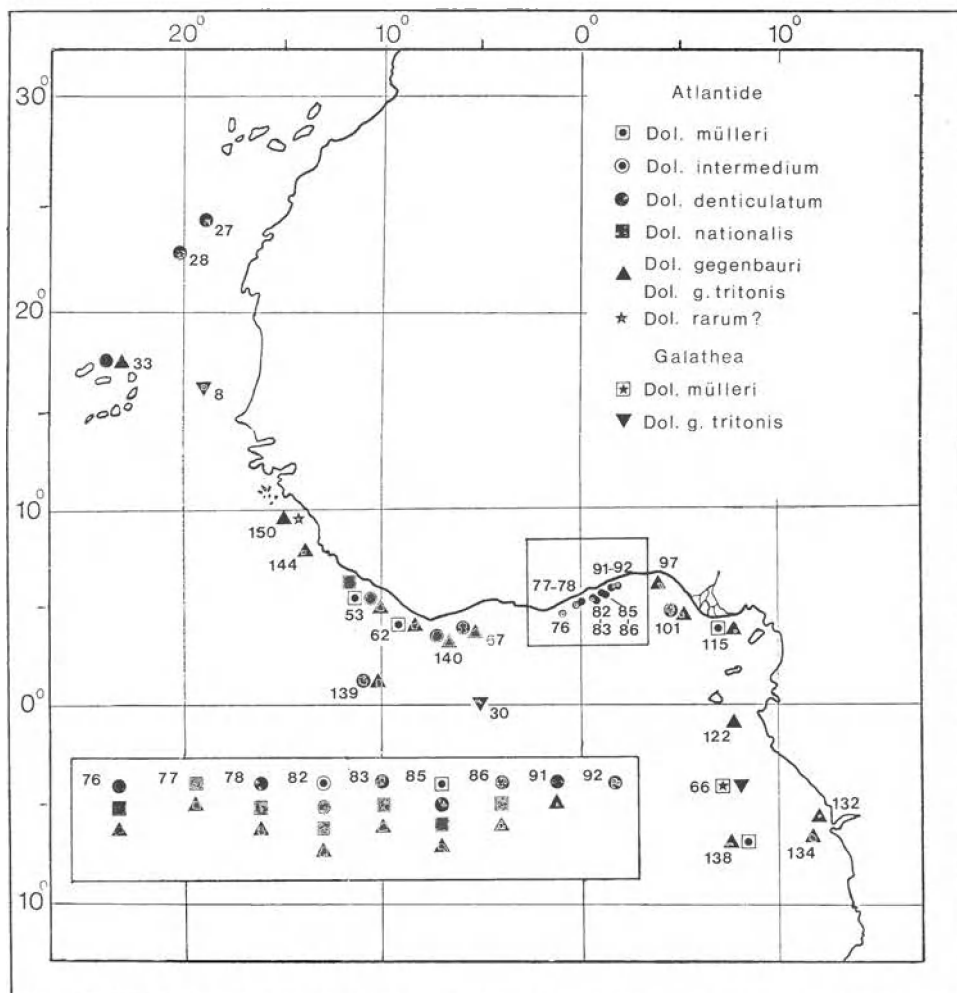 20° 10° 0° 10°
30°
20°
10°
0°
10°
Atlantide
Dol. mülleri
Dol. intermedium
Dol. denticulatum
Dol. nationalis
Dol. gegenbauri
Dol. g. tritonis
Dol. rarum?
Galathea
Dol. mülleri
Dol. g. tritonis
27
28
33
8
150
144
53
62
140
67
139
30
77-78
91-92
76
82
83
85
86
97
101
115
122
66
132
138
134
76 77 78 82 83 85 86 91 92